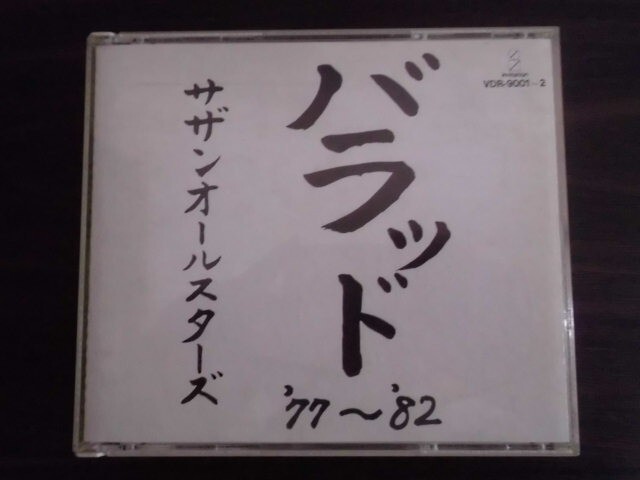 バラッド
'77〜'82
サザンオールスターズ
Invitation
VDR-9001~2